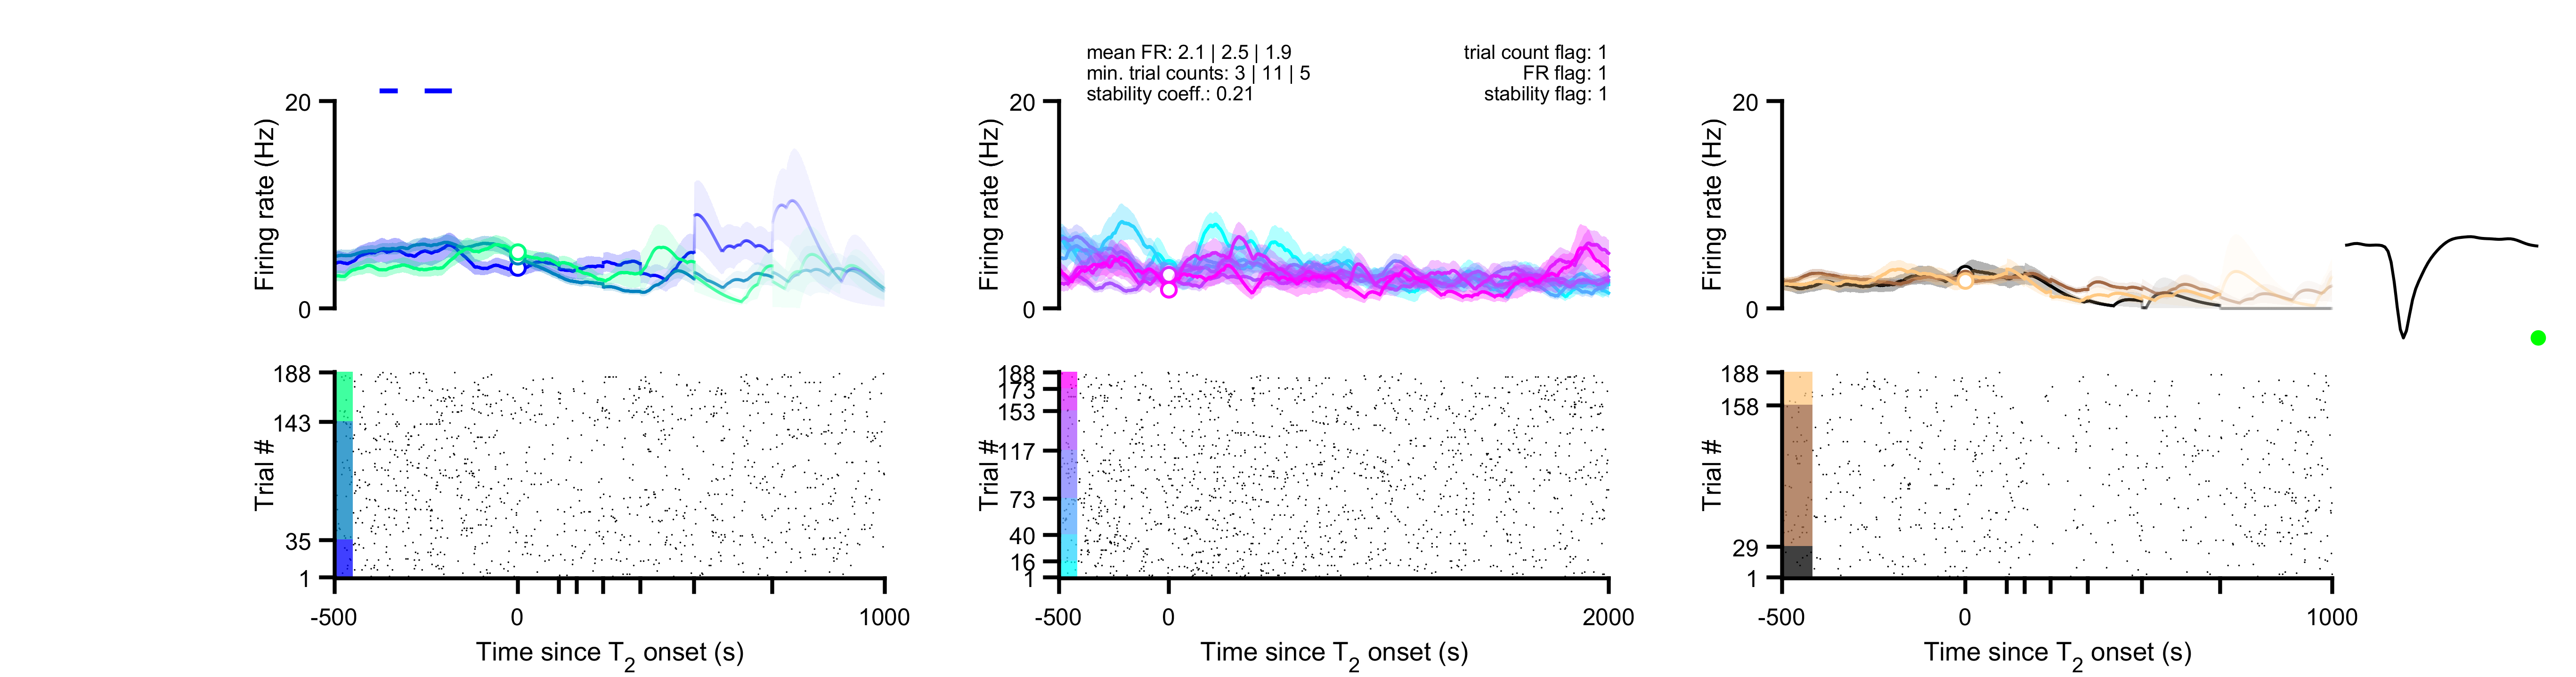 mean FR: 2.1 | 2.5 | 1.9
min. trial counts: 3 | 11 | 5
stability coeff.: 0.21
trial count flag: 1
FR flag: 1
stability flag: 1
20
Firing rate (Hz)
0
20
Firing rate (Hz)
0
20
Firing rate (Hz)
0
188
143
Trial #
35
1
-500
0
1000
Time since T2 onset (s)
188
173
153
117
Trial #
73
40
16
1
-500
0
2000
Time since T2 onset (s)
188
158
Trial #
29
1
-500
0
1000
Time since T2 onset (s)